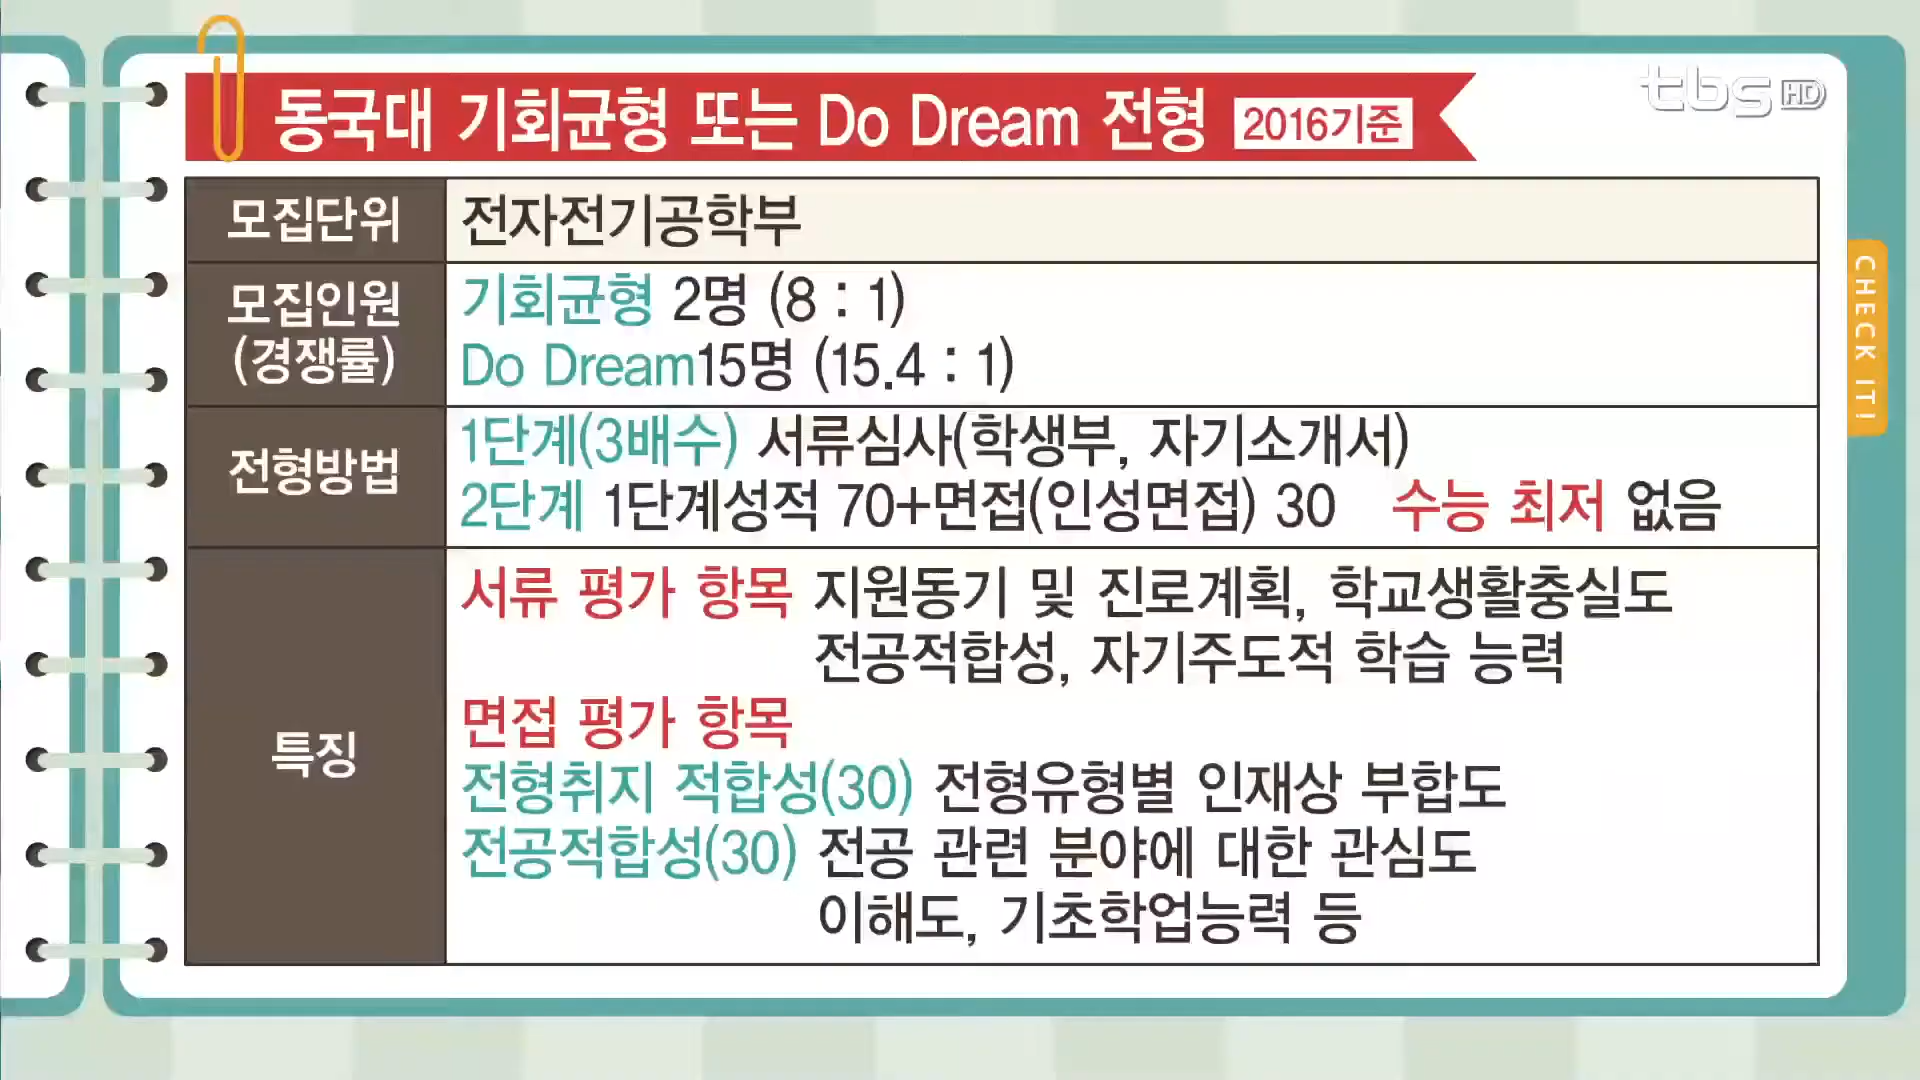 동국대 기회균형 또는 Do Dream 전형 2016기준
tbs HD
모집단위
전자전기공학부
모집인원
(경쟁률)
기회균형 2명 (8 : 1)
Do Dream15명 (15.4 : 1)
전형방법
1단계(3배수) 서류심사(학생부, 자기소개서)
2단계 1단계성적 70+면접(인성면접) 30 수능 최저 없음
특징
서류 평가 항목 지원동기 및 진로계획, 학교생활충실도
전공적합성, 자기주도적 학습 능력
면접 평가 항목
전형취지 적합성(30) 전형유형별 인재상 부합도
전공적합성(30) 전공 관련 분야에 대한 관심도
이해도, 기초학업능력 등
CHECK IT!